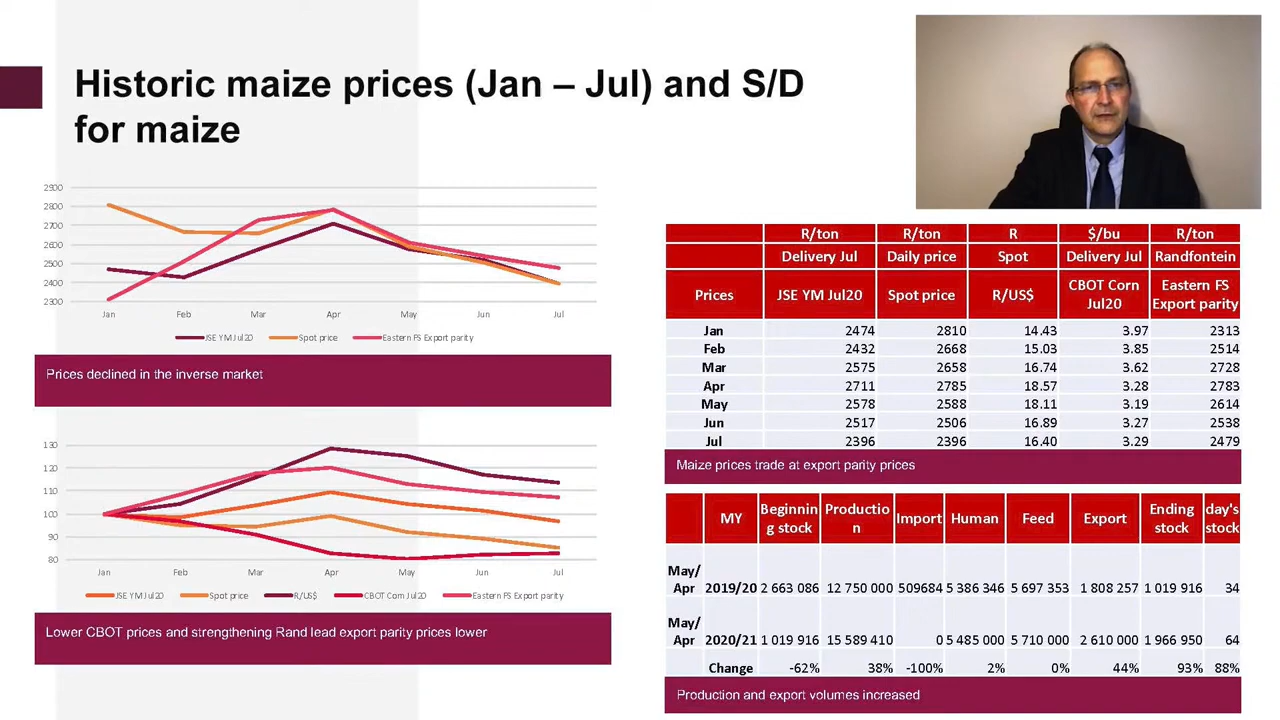 Historic maize prices (Jan – Jul) and S/D
for maize
2900
2800
2700
2600
2500
2400
2300
Jan Feb Mar Apr May Jun Jul
JSE YM Jul20 Spot price Eastern FS Export parity
Prices declined in the inverse market
130
120
110
100
90
80
Jan Feb Mar Apr May Jun Jul
JSE YM Jul20 Spot price R/US$ CBOT Corn Jul20 Eastern FS Export parity
Lower CBOT prices and strengthening Rand lead export parity prices lower
R/ton R/ton R $/bu R/ton
Delivery Jul Daily price Spot Delivery Jul Randfontein
Prices JSE YM Jul20 Spot price R/US$ CBOT Corn Jul20 Eastern FS Export parity
Jan 2474 2810 14.43 3.97 2313
Feb 2432 2668 15.03 3.85 2514
Mar 2575 2658 16.74 3.62 2728
Apr 2711 2785 18.57 3.28 2783
May 2578 2588 18.11 3.19 2614
Jun 2517 2506 16.89 3.27 2538
Jul 2396 2396 16.40 3.29 2479
Maize prices trade at export parity prices
MY Beginnin g stock Productio n Import Human Feed Export Ending stock day's stock
May/
Apr 2019/20 2 663 086 12 750 000 509684 5 386 346 5 697 353 1 808 257 1 019 916 34
May/
Apr 2020/21 1 019 916 15 589 410 0 5 485 000 5 710 000 2 610 000 1 966 950 64
Change -62% 38% -100% 2% 0% 44% 93% 88%
Production and export volumes increased